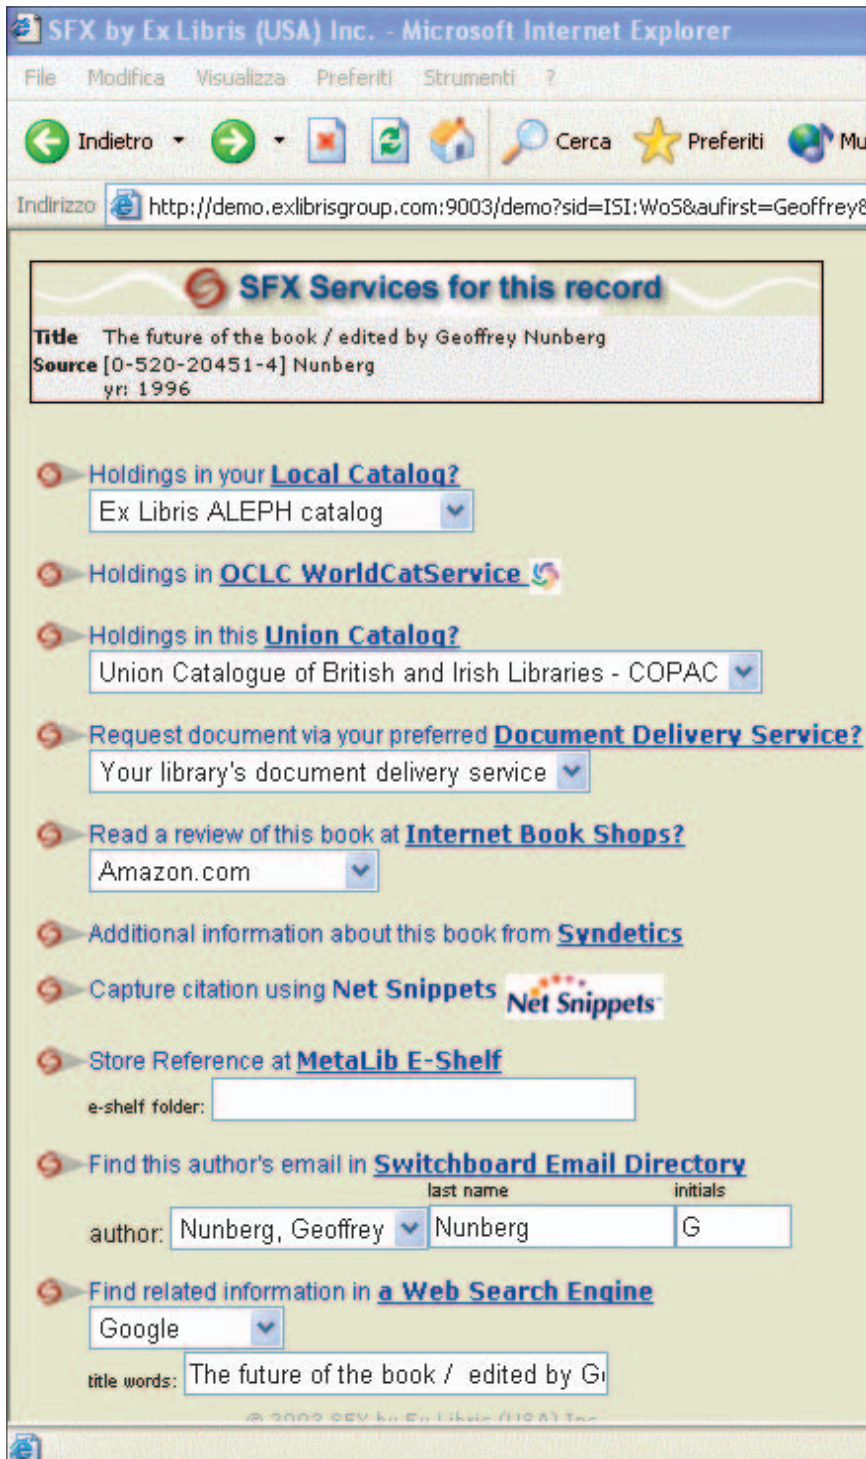 SFX by Ex Libris (USA) Inc. - Microsoft Internet Explorer
File Modifica Visualizza Preferiti Strumenti ?
Indietro Cerca Preferiti Mu
Indirizzo http://demo.exlibrisgroup.com:9003/demo?sid=ISI:WoS&aufirst=Geoffrey&
SFX Services for this record
Title The future of the book / edited by Geoffrey Nunberg
Source [0-520-20451-4] Nunberg
yr: 1996
Holdings in your Local Catalog?
Ex Libris ALEPH catalog
Holdings in OCLC WorldCatService
Holdings in this Union Catalog?
Union Catalogue of British and Irish Libraries - COPAC
Request document via your preferred Document Delivery Service?
Your library's document delivery service
Read a review of this book at Internet Book Shops?
Amazon.com
Additional information about this book from Syndetics
Capture citation using Net Snippets Net Snippets
Store Reference at MetaLib E-Shelf
e-shelf folder:
Find this author's email in Switchboard Email Directory
last name initials
author: Nunberg, Geoffrey Nunberg G
Find related information in a Web Search Engine
Google
title words: The future of the book / edited by G
© 2003 SFX by Ex Libris (USA) Inc